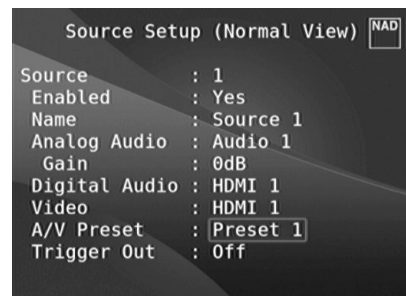 Source Setup (Normal View) NAD
Source : 1
Enabled : Yes
Name : Source 1
Analog Audio : Audio 1
Gain : 0dB
Digital Audio : HDMI 1
Video : HDMI 1
A/V Preset : Preset 1
Trigger Out : Off